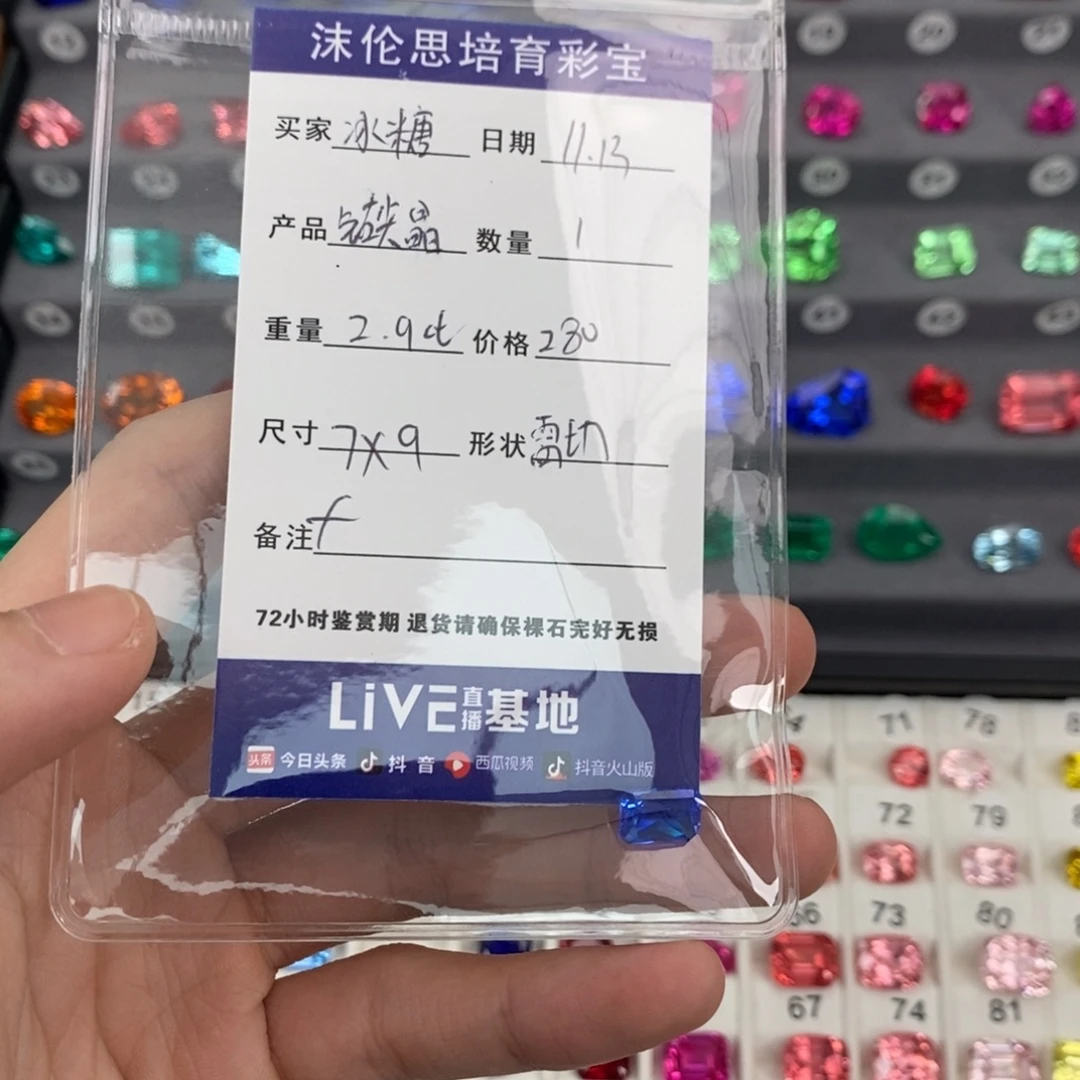 沫伦思培育彩宝
买家 冰糖 日期 11.13
产品 尖晶 数量 1
重量 2.9ct 价格 280
尺寸 7x9 形状 雷切
备注
72小时鉴赏期 退货请确保裸石完好无损
LiVE直播基地
头条 今日头条 抖音 西瓜视频 抖音火山版
71 78
72 79
66 73 80
67 74 81